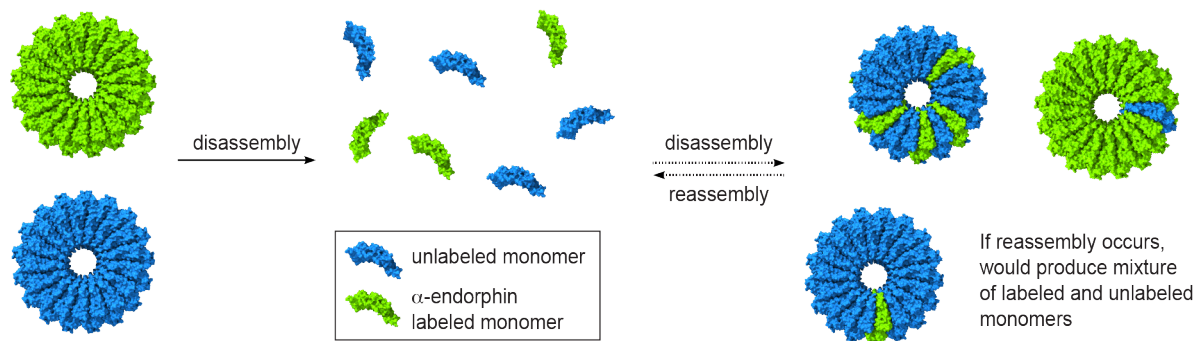 disassembly
disassembly
reassembly
unlabeled monomer
α-endorphin
labeled monomer
If reassembly occurs,
would produce mixture
of labeled and unlabeled
monomers